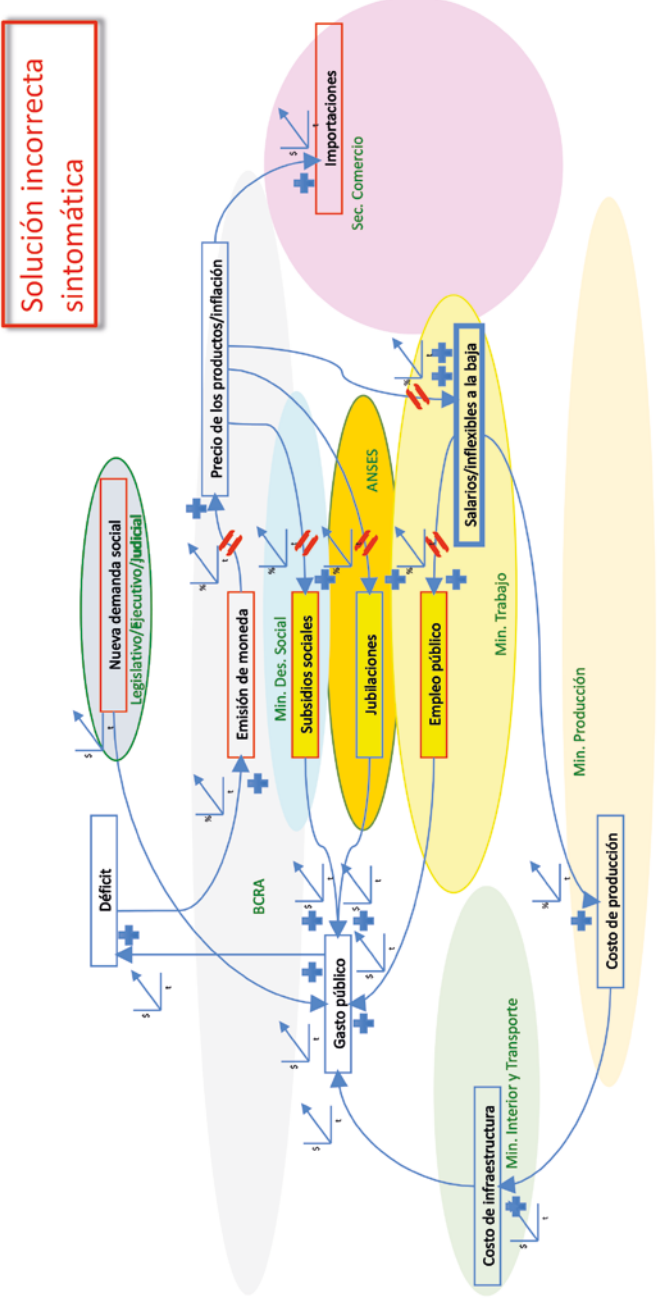 Solución incorrecta
sintomática
$
t
Nueva demanda social
Legislativo/Ejecutivo/Judicial
Déficit
$
t
%
t
Emisión de moneda
%
t
Precio de los productos/inflación
BCRA
$
t
Importaciones
Sec. Comercio
Min. Des. Social
%
t
Subsidios sociales
$
t
$
t
$
t
Gasto público
$
t
$
t
%
t
Jubilaciones
ANSES
%
t
Empleo público
%
t
Salarios/inflexibles a la baja
Min. Trabajo
Costo de infraestructura
Min. Interior y Transporte
$
t
%
t
Min. Producción
Costo de producción